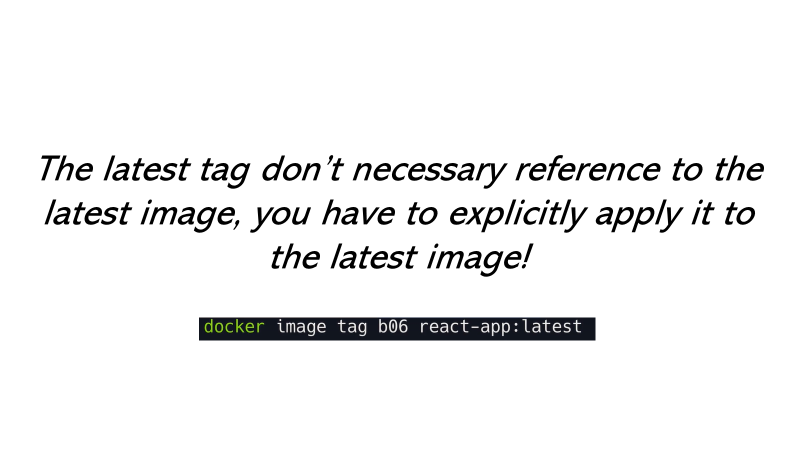 The latest tag don’t necessary reference to the
latest image, you have to explicitly apply it to
the latest image!
docker image tag b06 react-app:latest